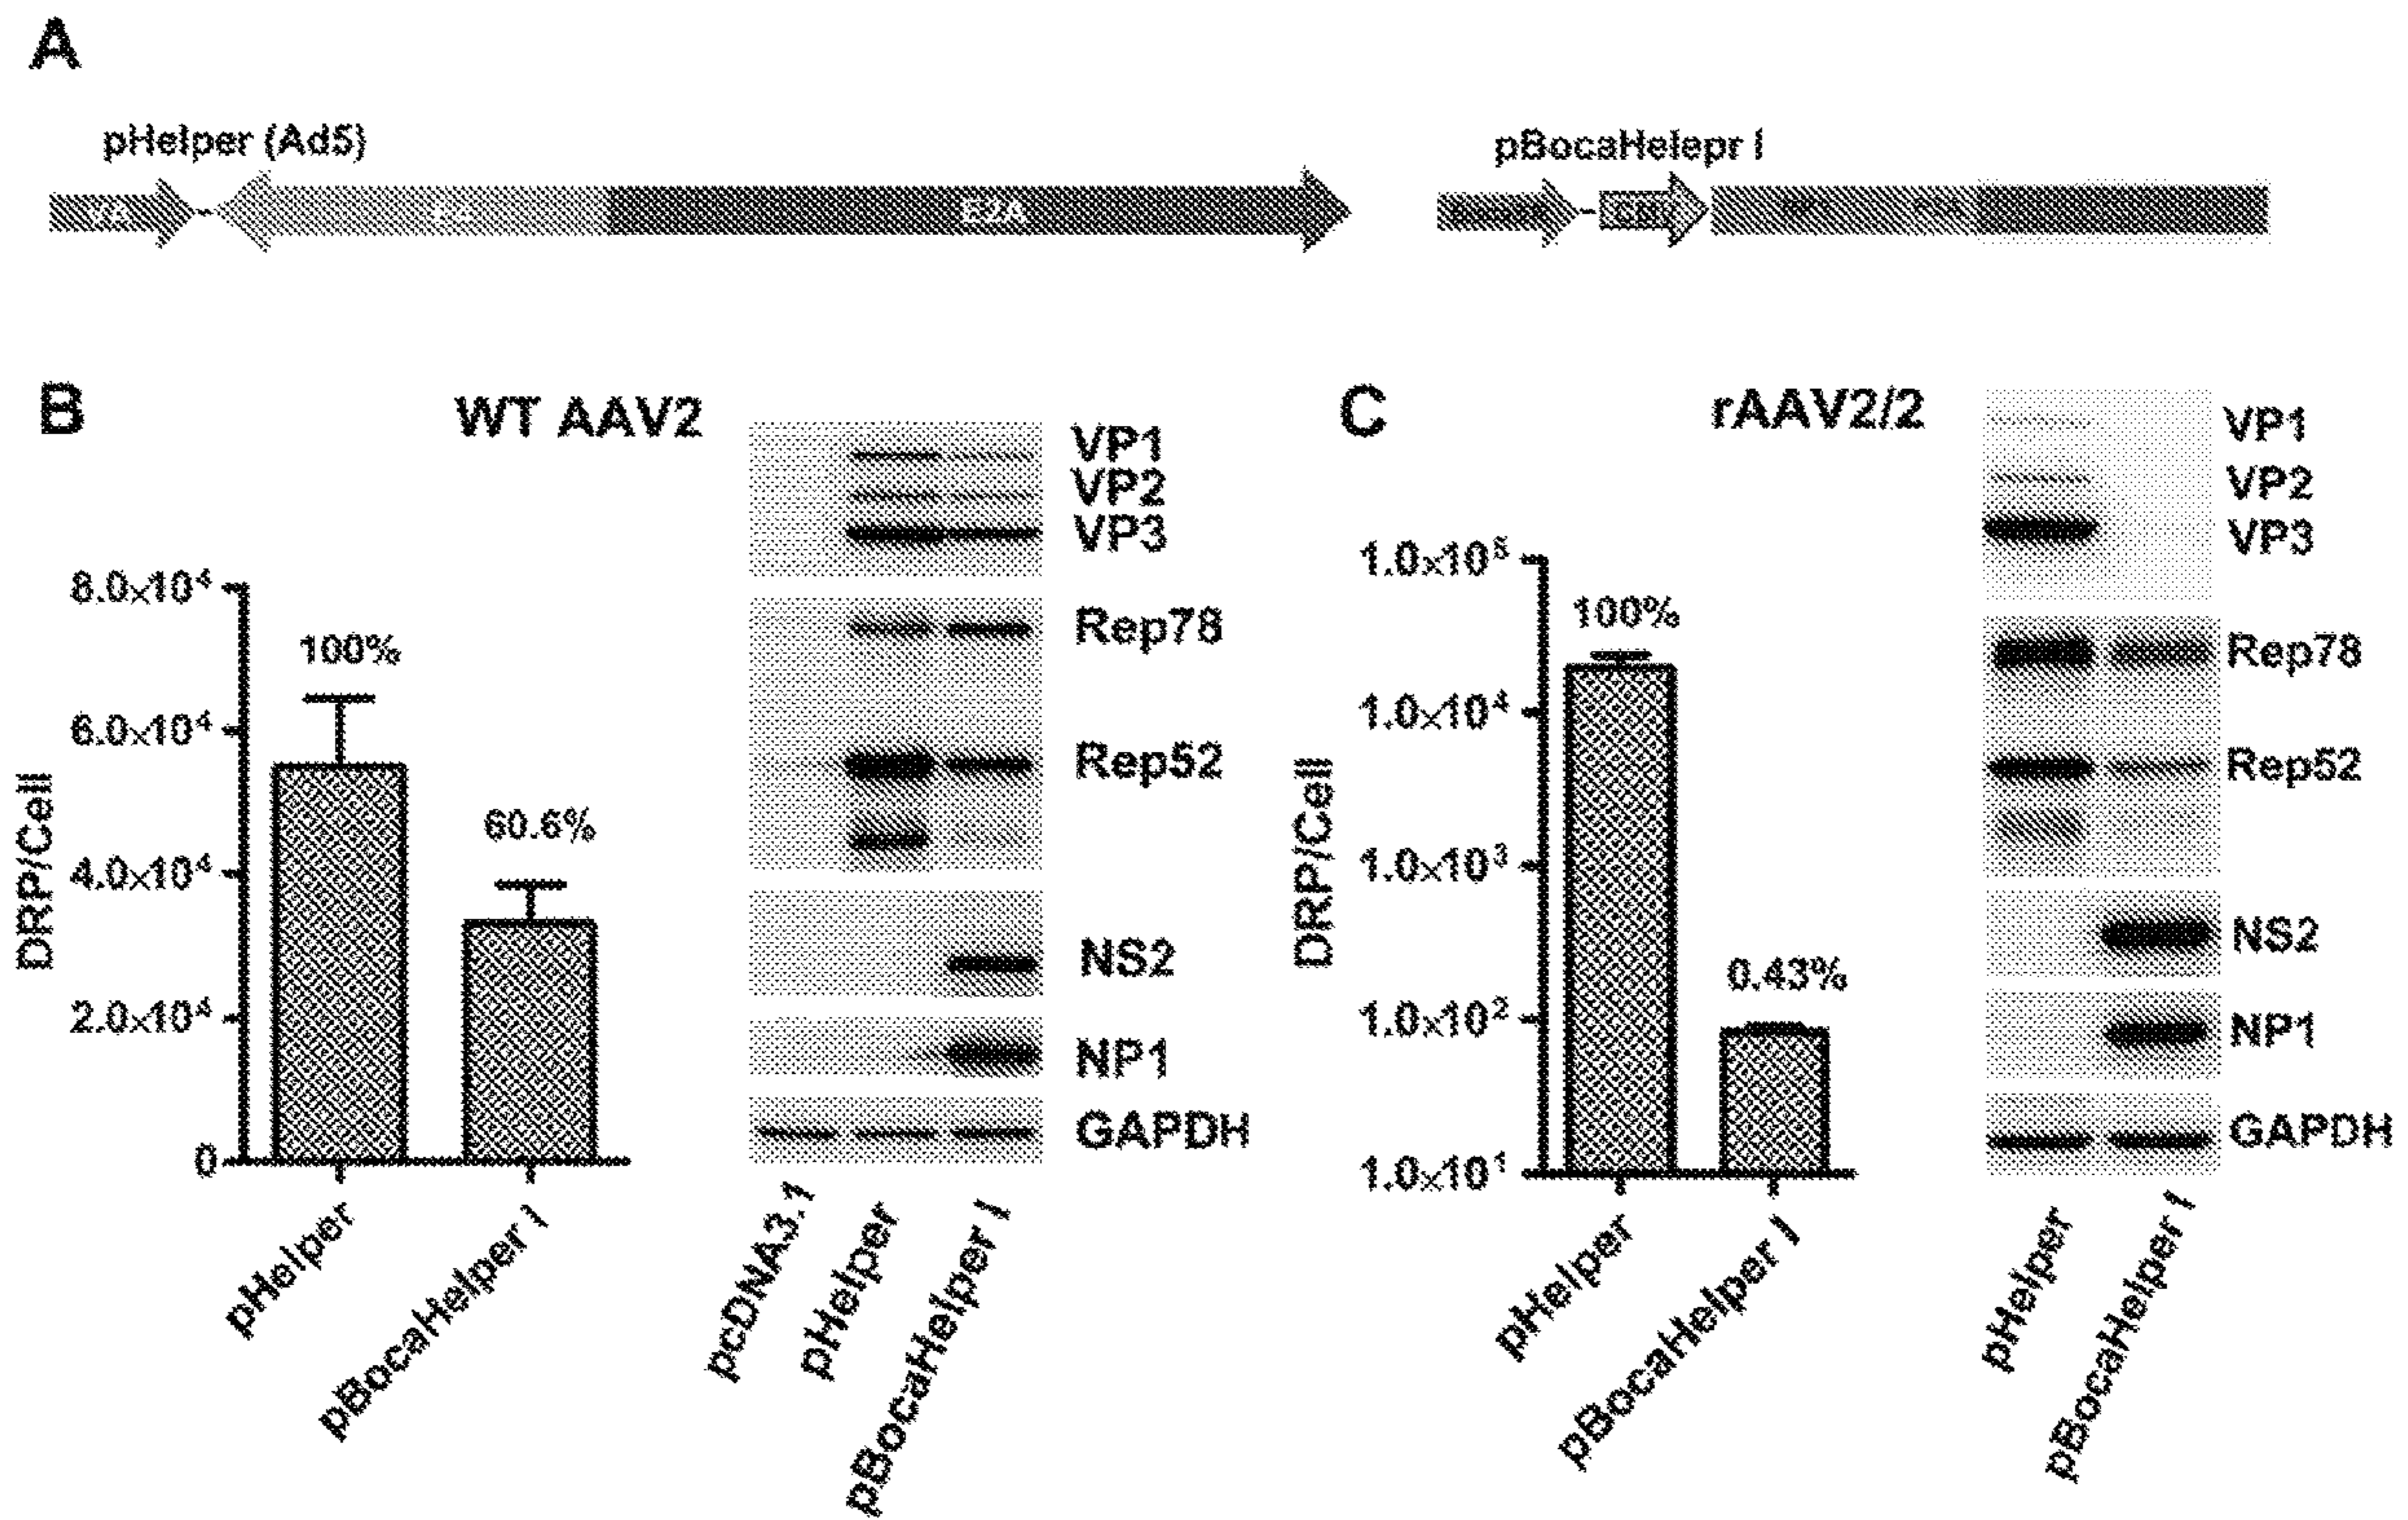 A
pHelper (Ad5)
pBocaHelepr I
VA
E4
E2A
CMV
B
WT AAV2
8.0×10⁴
6.0×10⁴
4.0×10⁴
2.0×10⁴
0
DRP/Cell
100%
60.6%
pHelper
pBocaHelper I
VP1
VP2
VP3
Rep78
Rep52
NS2
NP1
GAPDH
pcDNA3.1
pHelper
pBocaHelper I
C
rAAV2/2
1.0×10⁵
1.0×10⁴
1.0×10³
1.0×10²
1.0×10¹
DRP/Cell
100%
0.43%
pHelper
pBocaHelper I
VP1
VP2
VP3
Rep78
Rep52
NS2
NP1
GAPDH
pHelper
pBocaHelper I